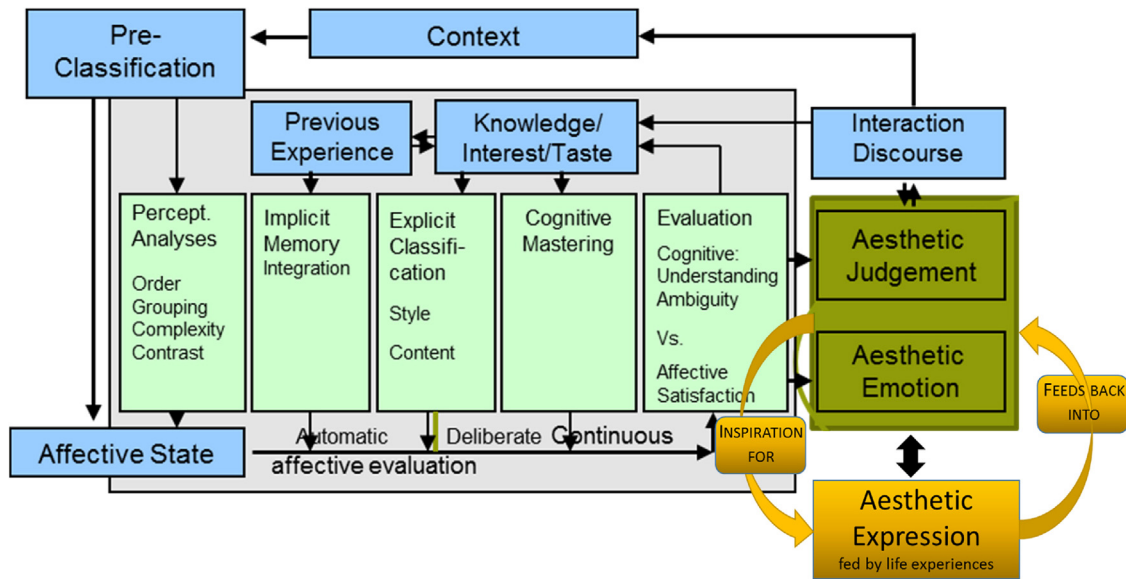 Pre-
Classification
Context
Previous
Experience
Knowledge/
Interest/Taste
Interaction
Discourse
Percept.
Analyses
Order
Grouping
Complexity
Contrast
Implicit
Memory
Integration
Explicit
Classifi-
cation
Style
Content
Cognitive
Mastering
Evaluation
Cognitive:
Understanding
Ambiguity
Vs.
Affective
Satisfaction
Aesthetic
Judgement
Aesthetic
Emotion
Affective State
Automatic Deliberate Continuous
affective evaluation
INSPIRATION
FOR
FEEDS BACK
INTO
Aesthetic
Expression
fed by life experiences